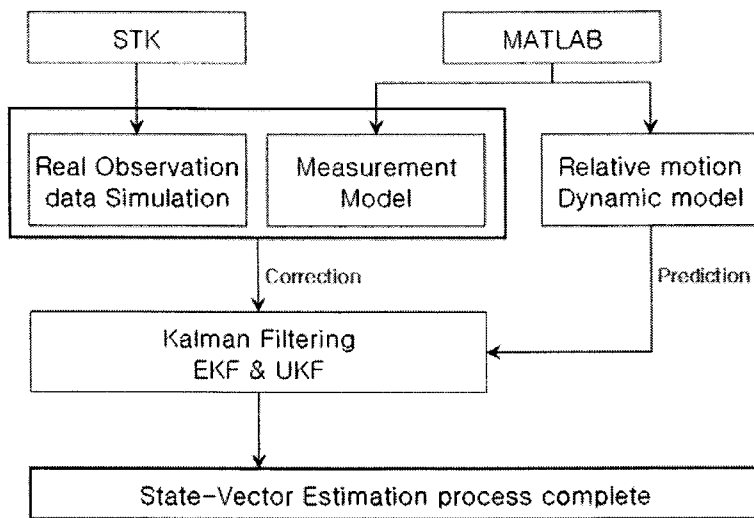 STK
MATLAB
Real Observation
data Simulation
Measurement
Model
Relative motion
Dynamic model
Correction
Prediction
Kalman Filtering
EKF & UKF
State-Vector Estimation process complete